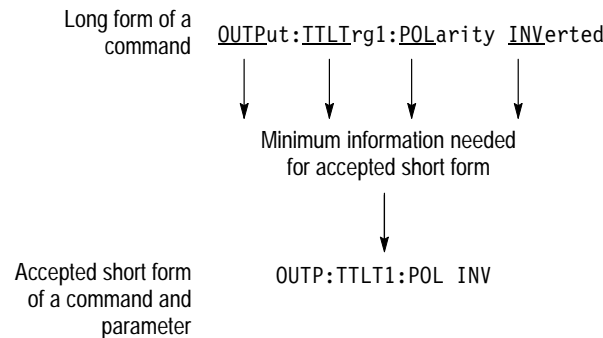 Long form of a
command
OUTPut:TTLTrg1:POLarity INVerted
Minimum information needed
for accepted short form
Accepted short form
of a command and
parameter
OUTP:TTLT1:POL INV